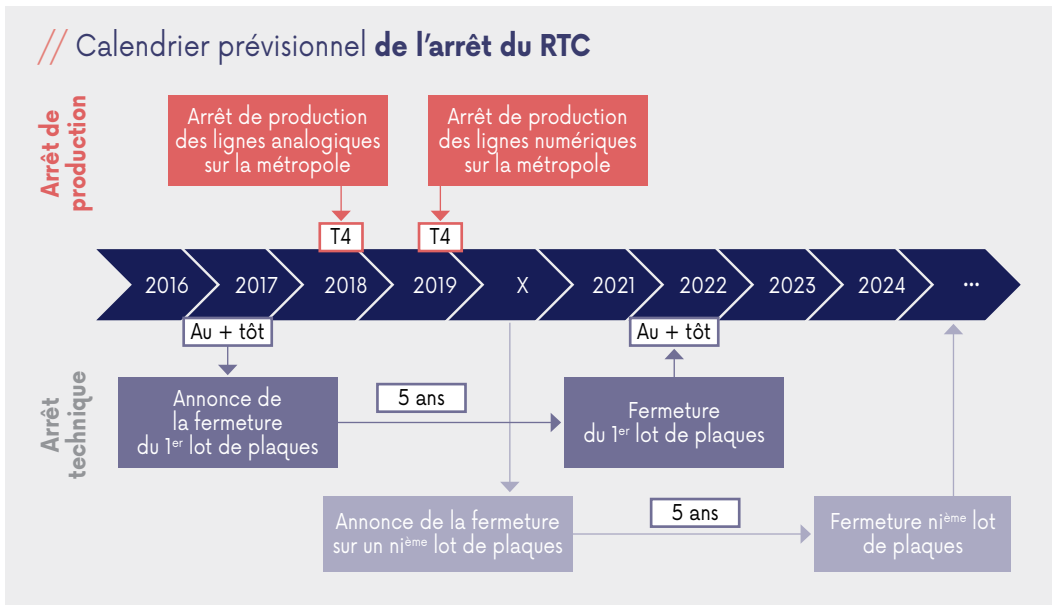 // Calendrier prévisionnel de l'arrêt du RTC
Arrêt de
production
Arrêt de production
des lignes analogiques
sur la métropole
Arrêt de production
des lignes numériques
sur la métropole
T4
T4
2016
2017
2018
2019
X
2021
2022
2023
2024
...
Au + tôt
Au + tôt
Arrêt
technique
Annonce de
la fermeture
du 1er lot de plaques
5 ans
Fermeture
du 1er lot de plaques
Annonce de la fermeture
sur un nième lot de plaques
5 ans
Fermeture nième lot
de plaques